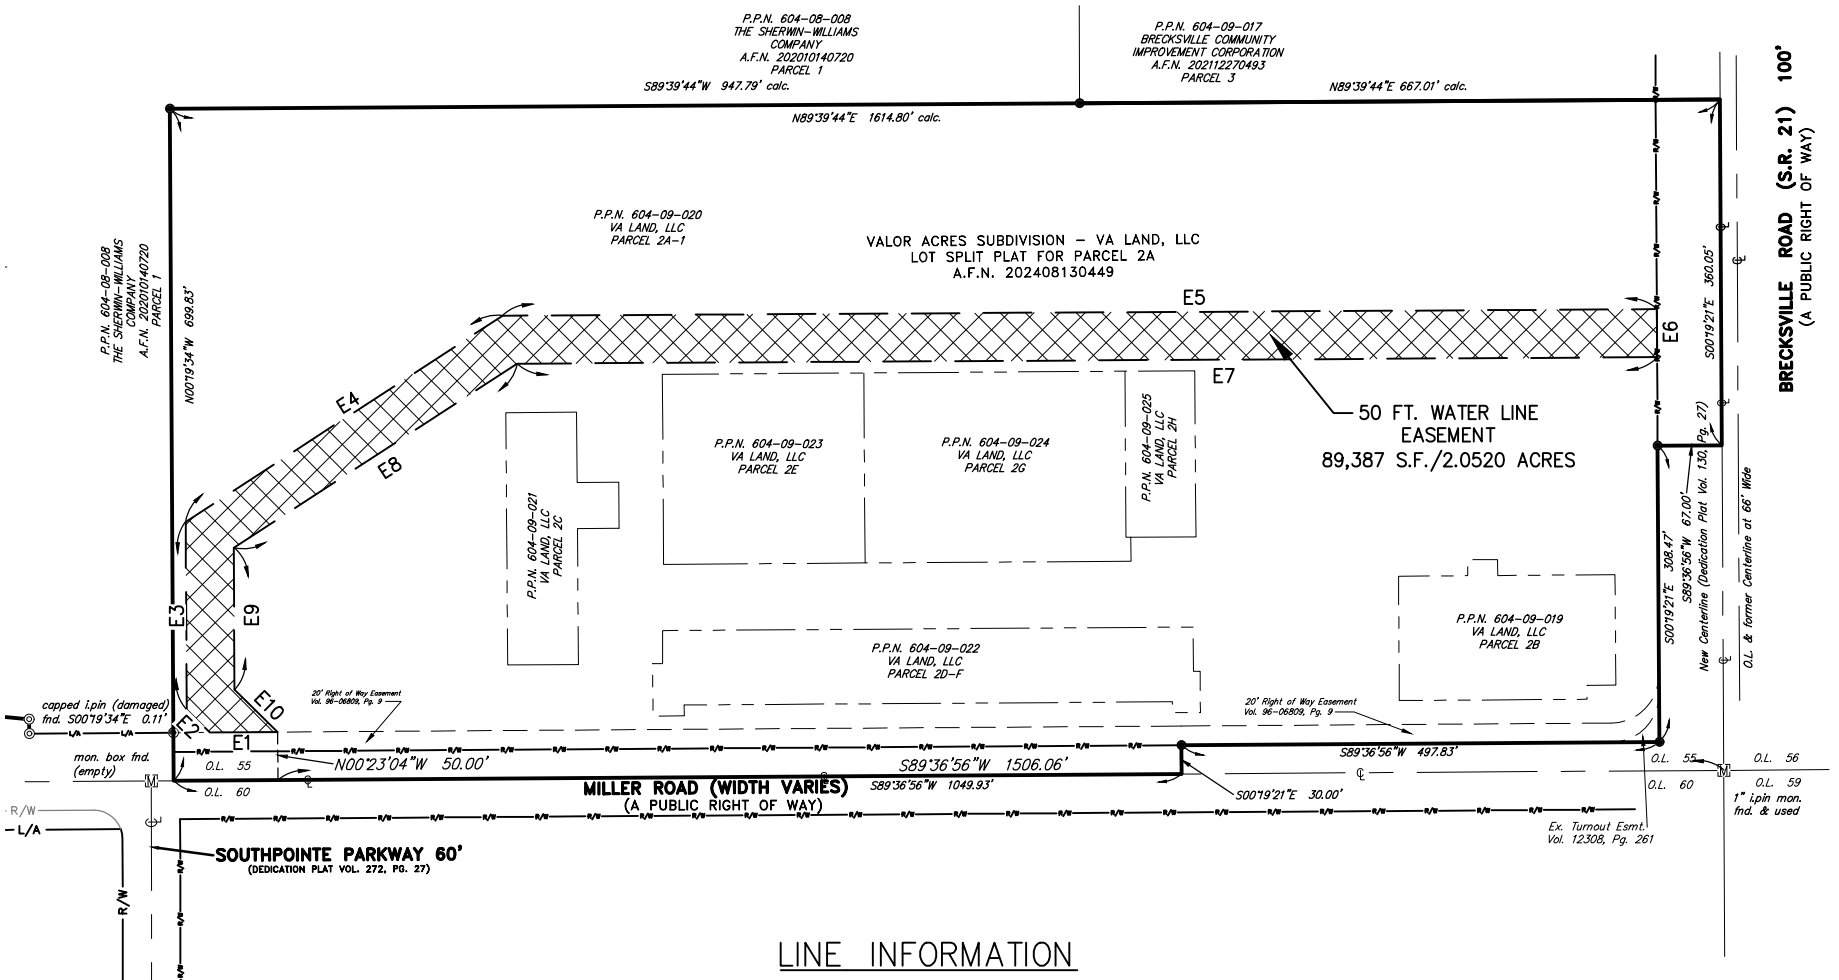 P.P.N. 604-08-008
THE SHERWIN-WILLIAMS
COMPANY
A.F.N. 202010140720
PARCEL 1
S89°39'44"W 947.79' calc.
P.P.N. 604-09-017
BRECKSVILLE COMMUNITY
IMPROVEMENT CORPORATION
A.F.N. 202112270493
PARCEL 3
N89°39'44"E 667.01' calc.
N89°39'44"E 1614.80' calc.
BRECKSVILLE ROAD (S.R. 21) 100'
(A PUBLIC RIGHT OF WAY)
P.P.N. 604-08-008
THE SHERWIN-WILLIAMS
COMPANY
A.F.N. 202010140720
PARCEL 1
N00°19'34"W 699.83'
P.P.N. 604-09-020
VA LAND, LLC
PARCEL 2A-1
VALOR ACRES SUBDIVISION - VA LAND, LLC
LOT SPLIT PLAT FOR PARCEL 2A
A.F.N. 202408130449
S00°19'21"E 360.05'
E5
E6
E7
E4
E8
50 FT. WATER LINE
EASEMENT
89,387 S.F./2.0520 ACRES
P.P.N. 604-09-023
VA LAND, LLC
PARCEL 2E
P.P.N. 604-09-024
VA LAND, LLC
PARCEL 2G
P.P.N. 604-09-025
VA LAND, LLC
PARCEL 2H
P.P.N. 604-09-021
VA LAND, LLC
PARCEL 2C
S00°19'21"E 308.47'
S89°36'56"W 67.00'
New Centerline (Dedication Plat Vol. 130, Pg. 27)
O.L. & former Centerline at 66' Wide
E3
E9
P.P.N. 604-09-022
VA LAND, LLC
PARCEL 2D-F
P.P.N. 604-09-019
VA LAND, LLC
PARCEL 2B
capped i.pin (damaged)
fnd. S00°19'34"E 0.11'
L/A
L/A
E2
E10
E1
20' Right of Way Easement
Vol. 96-06809, Pg. 9
20' Right of Way Easement
Vol. 96-06809, Pg. 9
mon. box fnd.
(empty)
O.L. 55
N00°23'04"W 50.00'
S89°36'56"W 1506.06'
S89°36'56"W 497.83'
O.L. 55
O.L. 56
O.L. 60
MILLER ROAD (WIDTH VARIES)
(A PUBLIC RIGHT OF WAY)
S89°36'56"W 1049.93'
S00°19'21"E 30.00'
O.L. 60
O.L. 59
1" i.pin mon.
fnd. & used
R/W
L/A
R/W
Ex. Turnout Esmt.
Vol. 12308, Pg. 261
SOUTHPOINTE PARKWAY 60'
(DEDICATION PLAT VOL. 272, PG. 27)
LINE INFORMATION